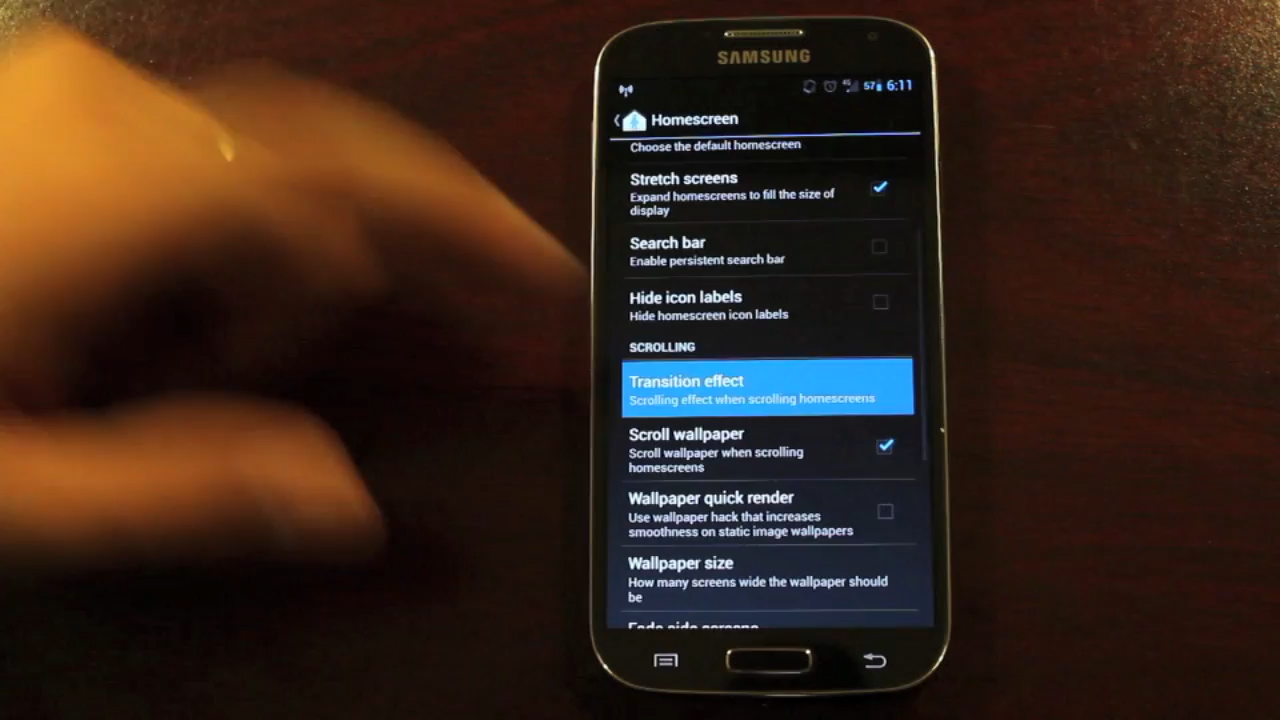 SAMSUNG
57 6:11
Homescreen
Choose the default homescreen
Stretch screens
Expand homescreens to fill the size of
display
Search bar
Enable persistent search bar
Hide icon labels
Hide homescreen icon labels
SCROLLING
Transition effect
Scrolling effect when scrolling homescreens
Scroll wallpaper
Scroll wallpaper when scrolling
homescreens
Wallpaper quick render
Use wallpaper hack that increases
smoothness on static image wallpapers
Wallpaper size
How many screens wide the wallpaper should
be
Fade side screens